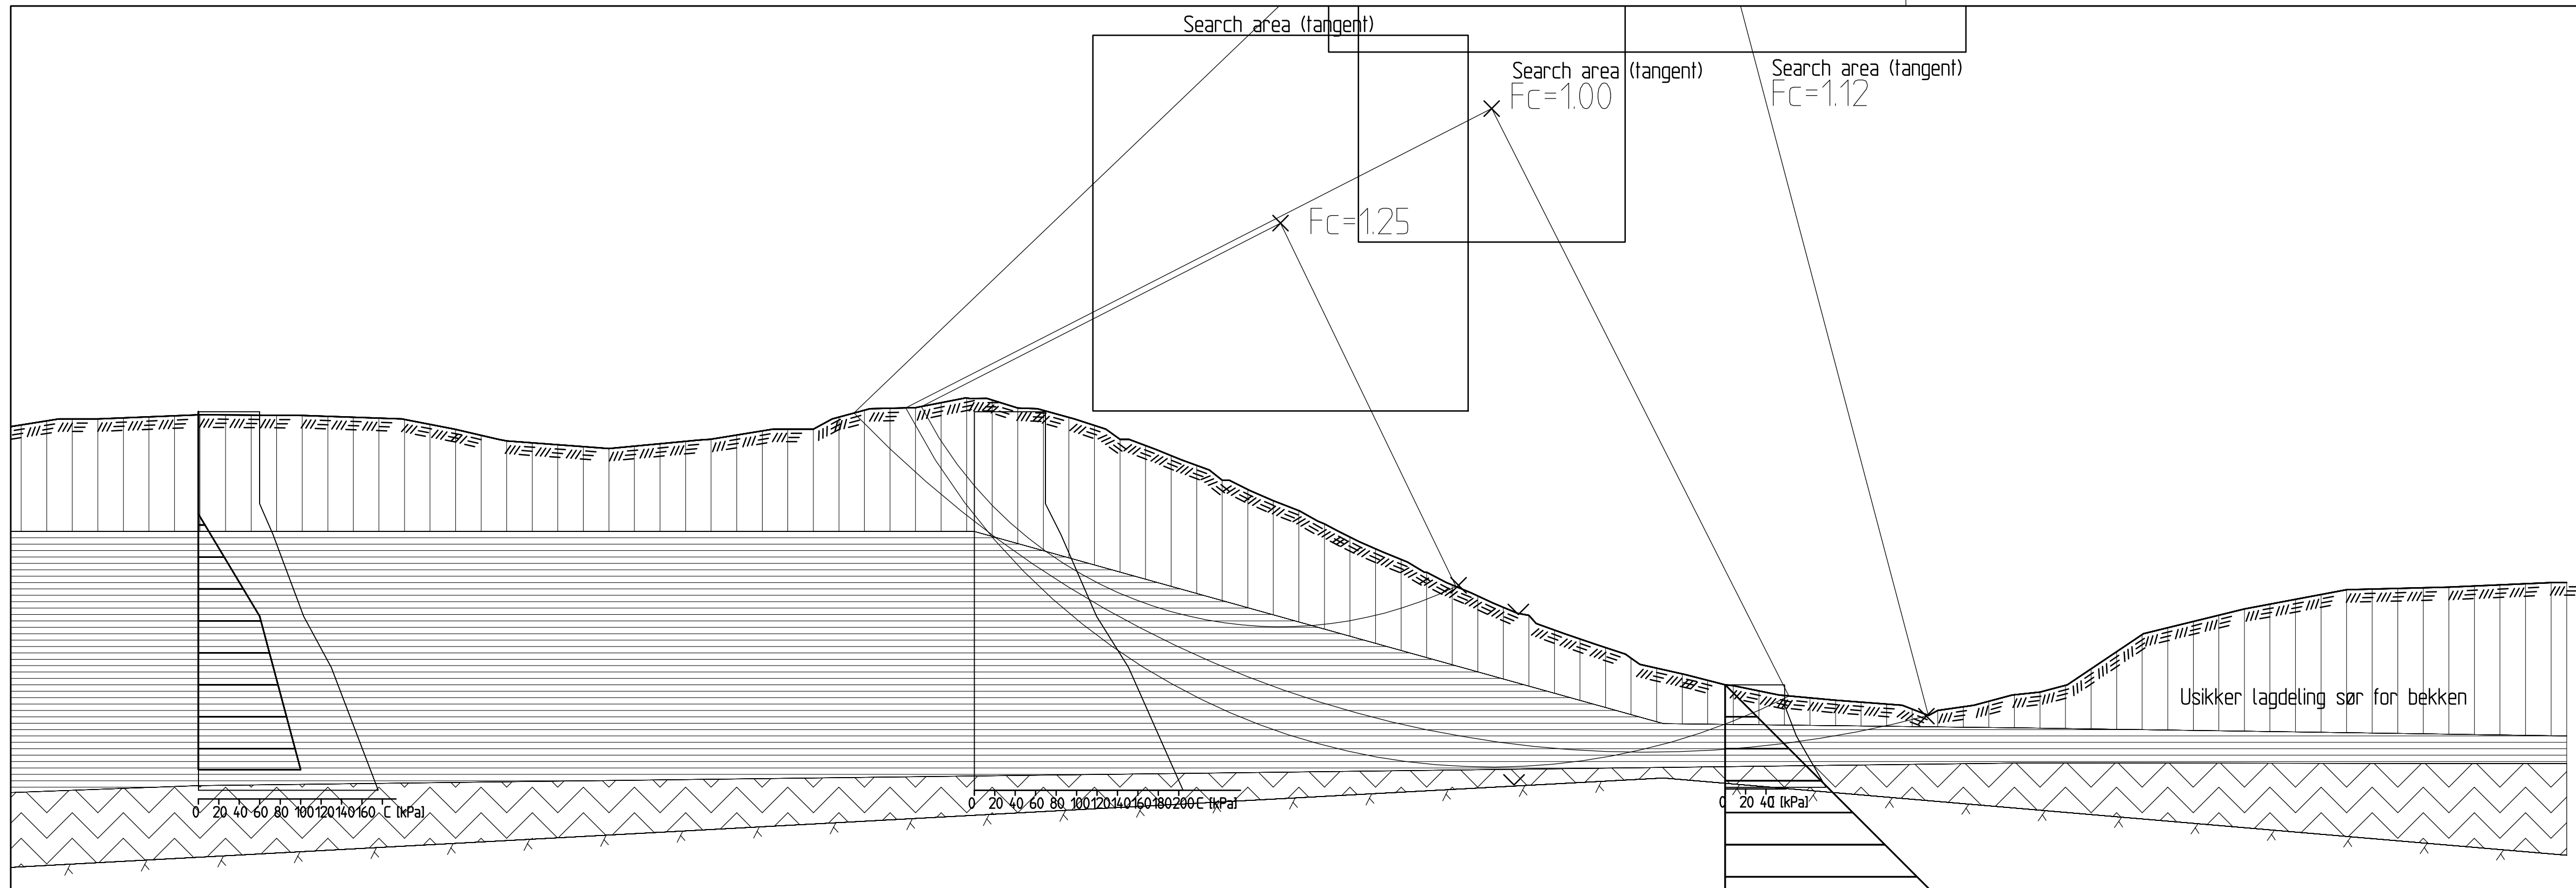 Search area (tangent)
Search area (tangent)
Fc=1.00
Search area (tangent)
Fc=1.12
Fc=1.25
Usikker lagdeling sør for bekken
0 20 40 60 80 100 120 140 160 C [kPa]
0 20 40 60 80 100 120 140 160 180 200 C [kPa]
0 20 40 C [kPa]